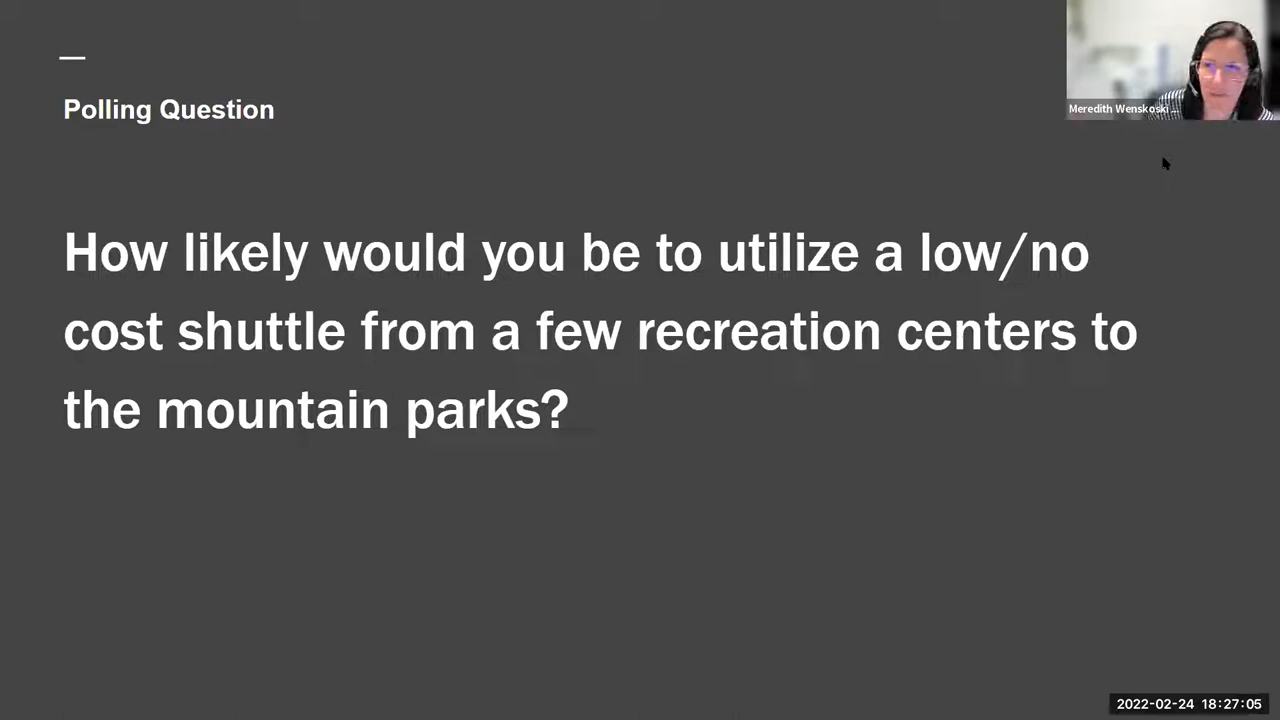 Polling Question
Meredith Wenskoski ...
How likely would you be to utilize a low/no
cost shuttle from a few recreation centers to
the mountain parks?
2022-02-24 18:27:05